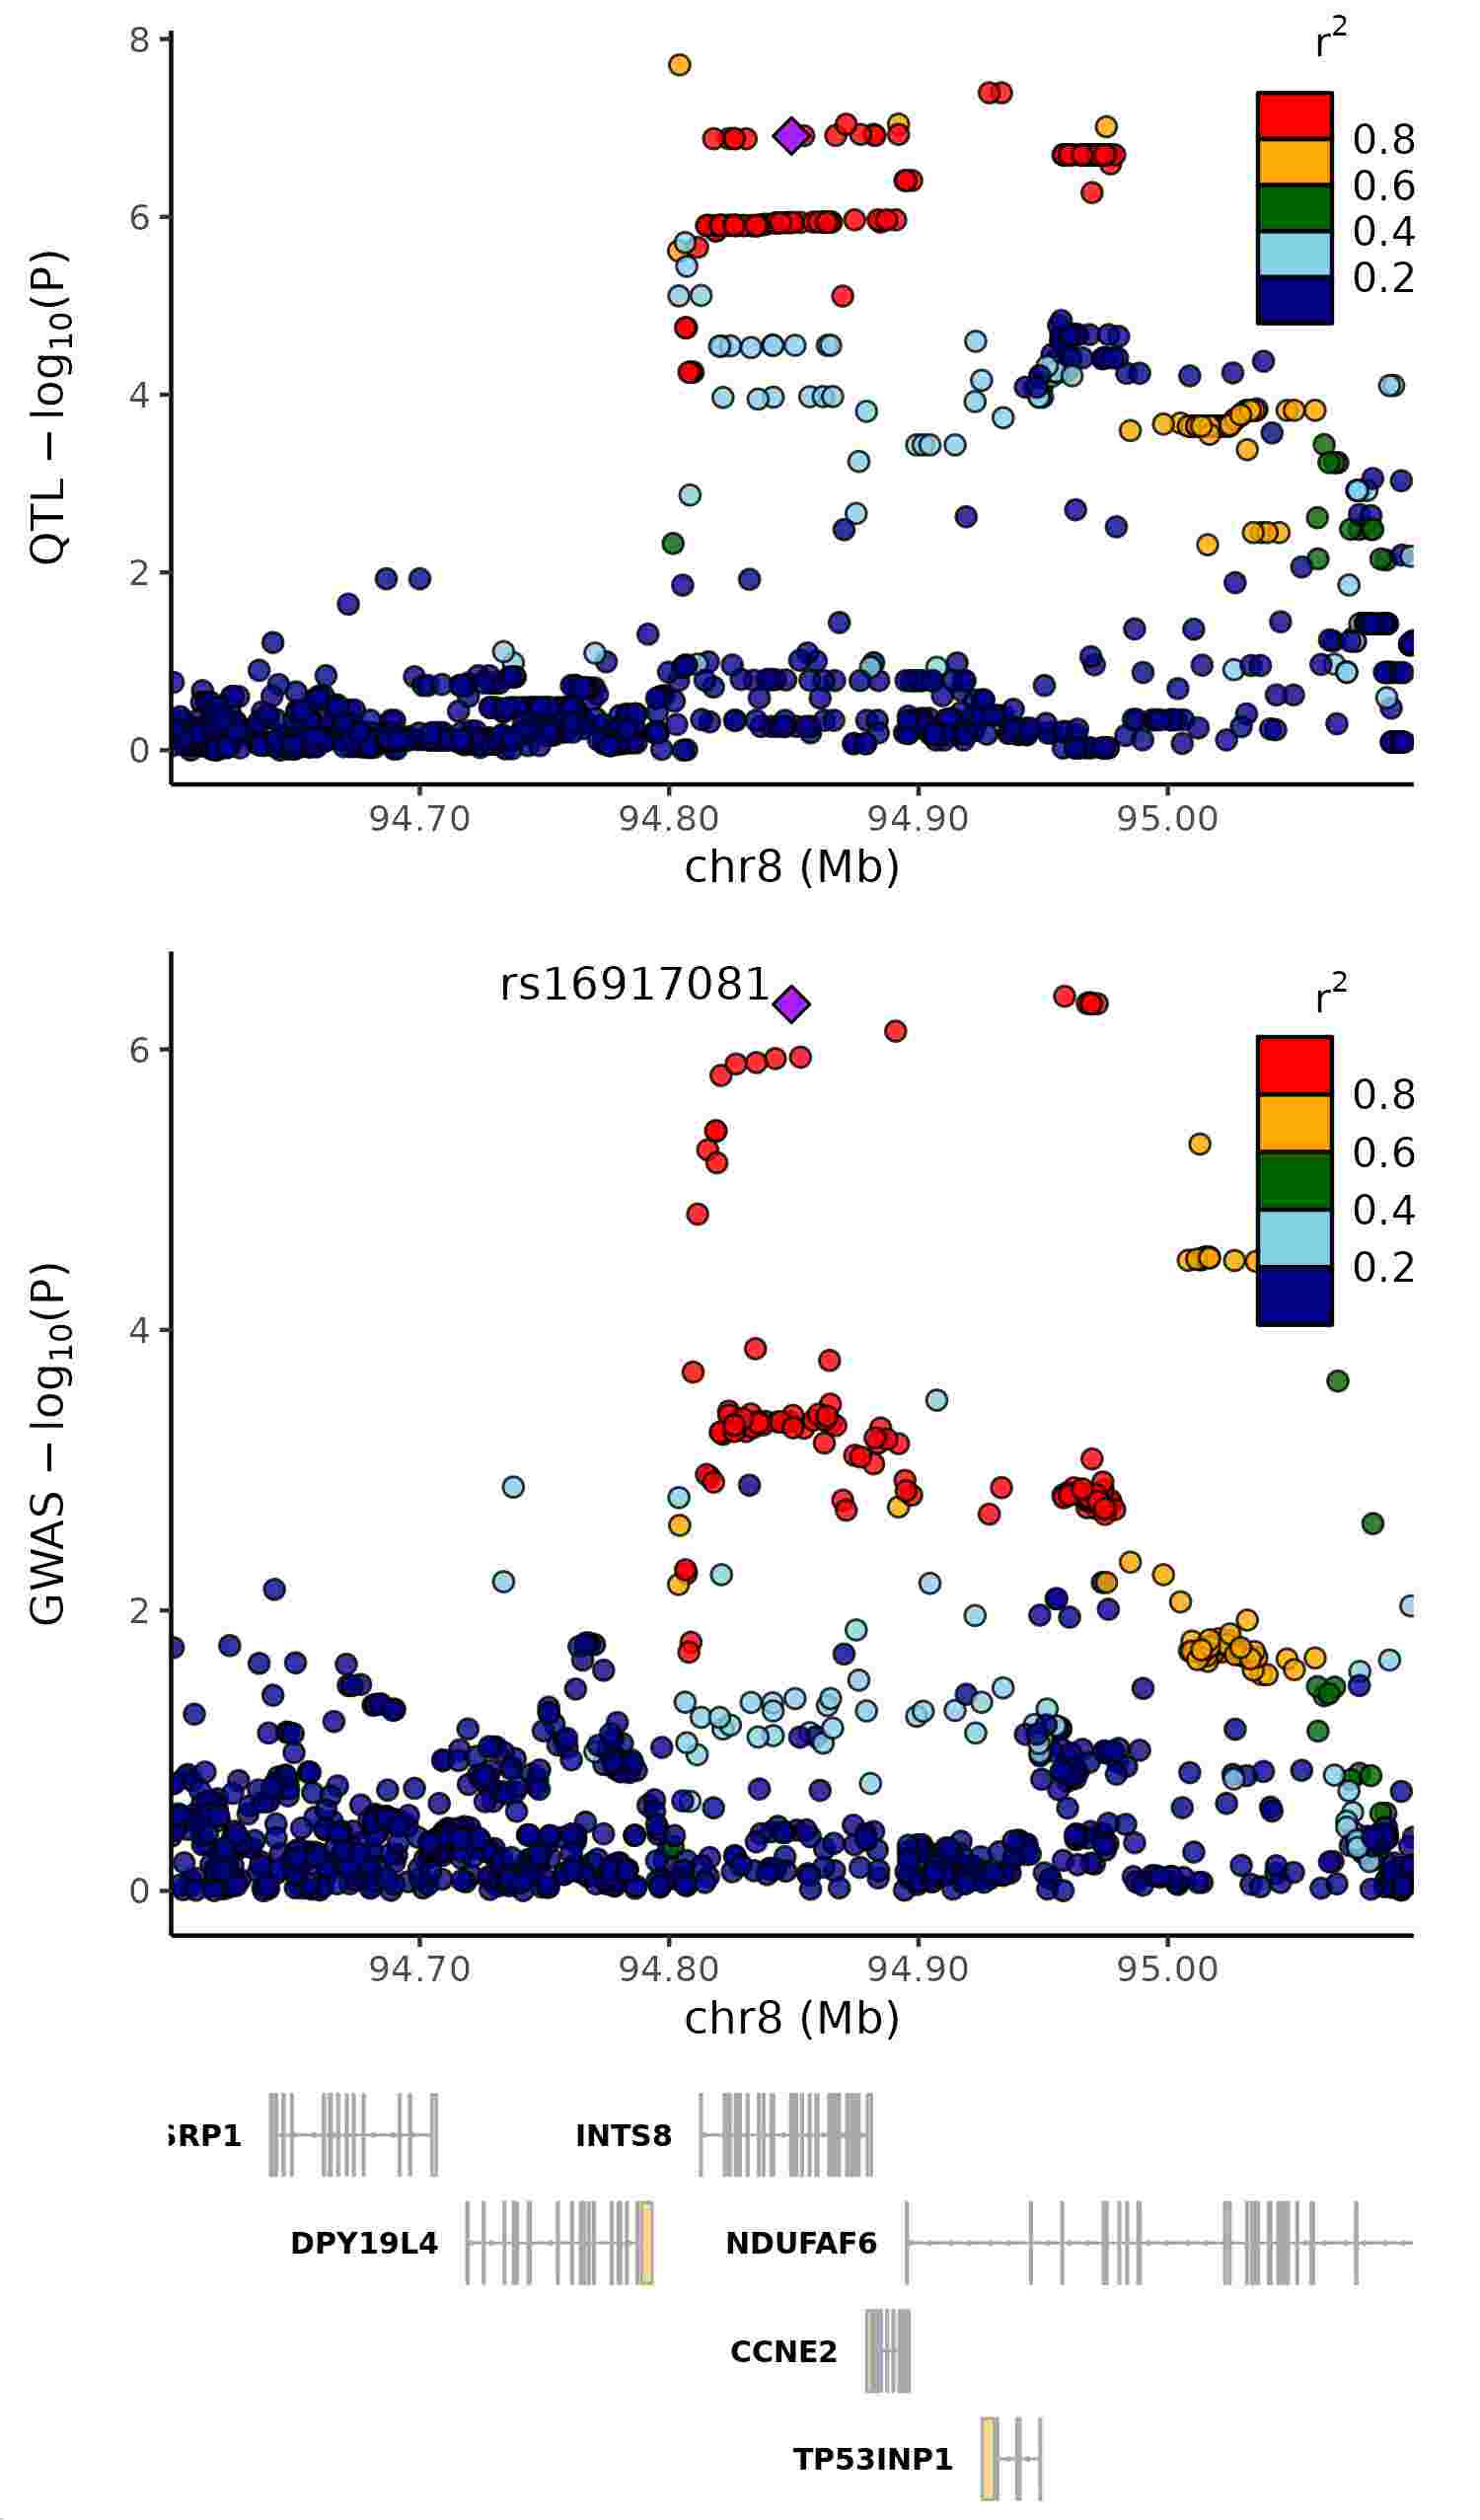 r²
8
6
4
2
0
QTL − log₁₀(P)
0.8
0.6
0.4
0.2
94.70 94.80 94.90 95.00
chr8 (Mb)
rs16917081
r²
6
4
2
0
GWAS − log₁₀(P)
0.8
0.6
0.4
0.2
94.70 94.80 94.90 95.00
chr8 (Mb)
SRP1 INTS8
DPY19L4 NDUFAF6
CCNE2
TP53INP1